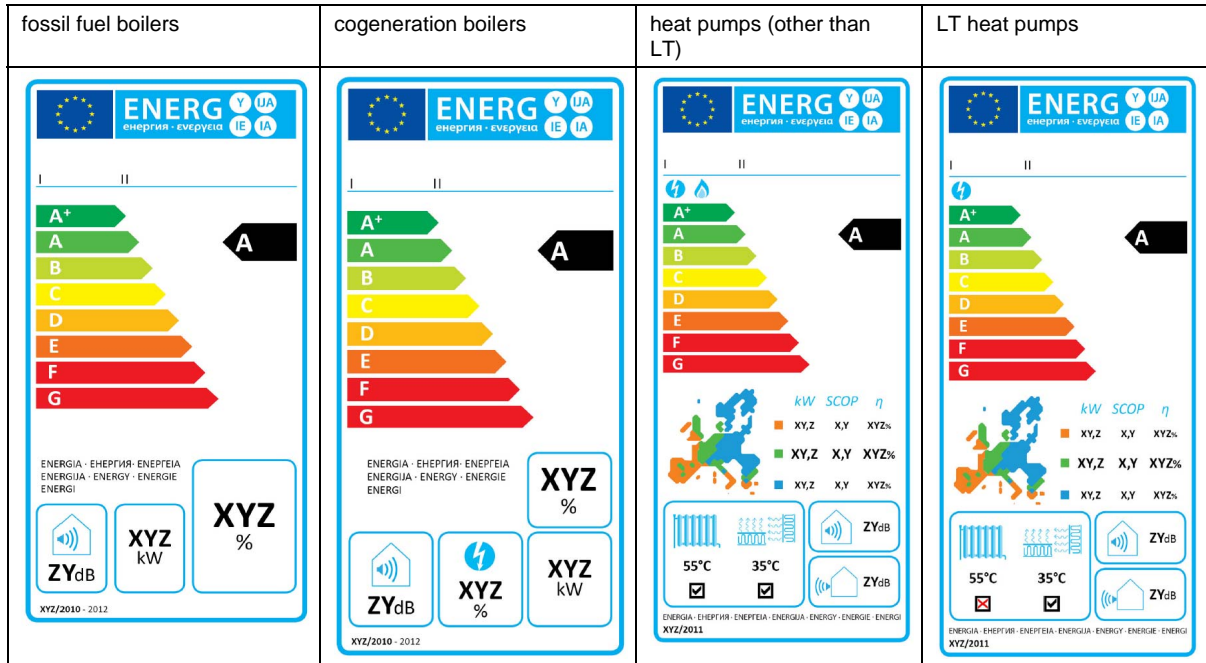 fossil fuel boilers
cogeneration boilers
heat pumps (other than
LT)
LT heat pumps
ENERG Y IJA
енергия · ενεργεια IE IA
I II
A+
A
B
C
D
E
F
G
A
ENERGIA · ЕНЕРГИЯ · ΕΝΕΡΓΕΙΑ
ENERGIJA · ENERGY · ENERGIE
ENERGI
ZYdB
XYZ
kW
XYZ
%
XYZ/2010 - 2012
ENERG Y IJA
енергия · ενεργεια IE IA
I II
A+
A
B
C
D
E
F
G
A
ENERGIA · ЕНЕРГИЯ · ΕΝΕΡΓΕΙΑ
ENERGIJA · ENERGY · ENERGIE
ENERGI
XYZ
%
ZYdB
XYZ
%
XYZ
kW
XYZ/2010 - 2012
ENERG Y IJA
енергия · ενεργεια IE IA
I II
A+
A
B
C
D
E
F
G
A
kW SCOP η
XY,Z X,Y XYZ%
XY,Z X,Y XYZ%
XY,Z X,Y XYZ%
55°C 35°C
ZYdB
ZYdB
ENERGIA · ЕНЕРГИЯ · ΕΝΕΡΓΕΙΑ · ENERGIJA · ENERGY · ENERGIE · ENERGI
XYZ/2011
ENERG Y IJA
енергия · ενεργεια IE IA
I II
A+
A
B
C
D
E
F
G
A
kW SCOP η
XY,Z X,Y XYZ%
XY,Z X,Y XYZ%
XY,Z X,Y XYZ%
55°C 35°C
ZYdB
ZYdB
ENERGIA · ЕНЕРГИЯ · ΕΝΕΡΓΕΙΑ · ENERGIJA · ENERGY · ENERGIE · ENERGI
XYZ/2011